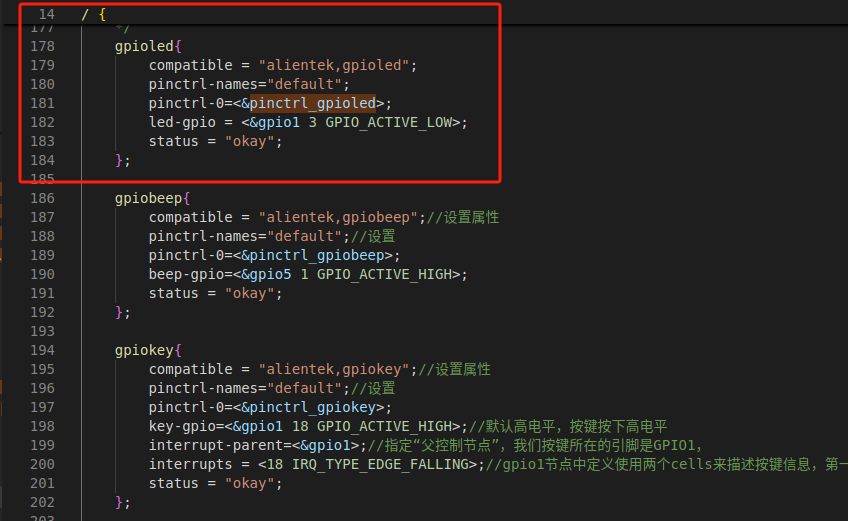 14 / {
177 */
178 gpioled{
179 compatible = "alientek,gpioled";
180 pinctrl-names="default";
181 pinctrl-0=<&pinctrl_gpioled>;
182 led-gpio = <&gpio1 3 GPIO_ACTIVE_LOW>;
183 status = "okay";
184 };
185
186 gpiobeep{
187 compatible = "alientek,gpiobeep";//设置属性
188 pinctrl-names="default";//设置
189 pinctrl-0=<&pinctrl_gpiobeep>;
190 beep-gpio=<&gpio5 1 GPIO_ACTIVE_HIGH>;
191 status = "okay";
192 };
193
194 gpiokey{
195 compatible = "alientek,gpiokey";//设置属性
196 pinctrl-names="default";//设置
197 pinctrl-0=<&pinctrl_gpiokey>;
198 key-gpio=<&gpio1 18 GPIO_ACTIVE_HIGH>;//默认高电平，按键按下高电平
199 interrupt-parent=<&gpio1>;//指定“父控制节点”，我们按键所在的引脚是GPIO1，
200 interrupts = <18 IRQ_TYPE_EDGE_FALLING>;//gpio1节点中定义使用两个cells来描述按键信息，第一
201 status = "okay";
202 };
203